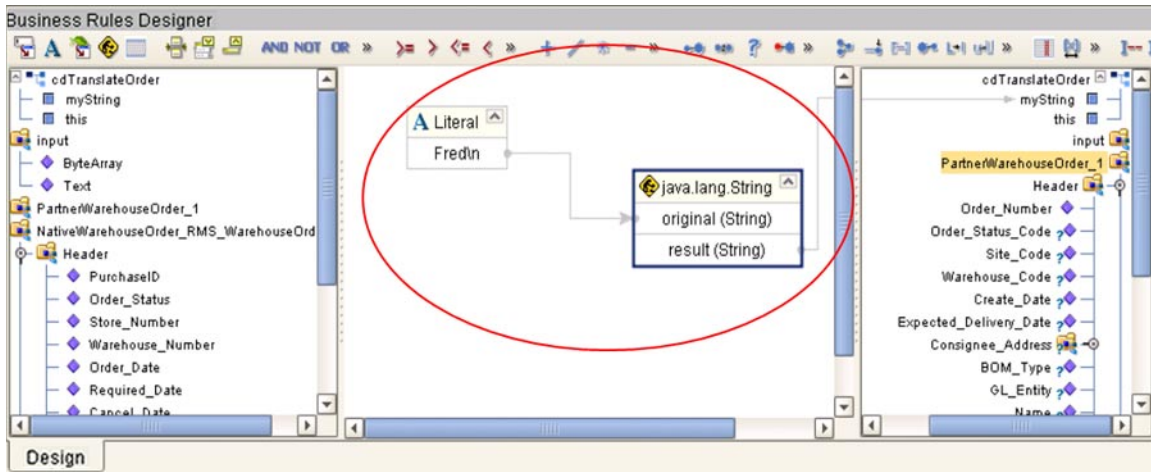 Business Rules Designer
A AND NOT OR » >= > <= < » + / * - » ? » »
cdTranslateOrder
myString
this
input
ByteArray
Text
PartnerWarehouseOrder_1
NativeWarehouseOrder_RMS_WarehouseOrd
Header
PurchaseID
Order_Status
Store_Number
Warehouse_Number
Order_Date
Required_Date
Cancel_Date
A Literal
Fred\n
java.lang.String
original (String)
result (String)
cdTranslateOrder
myString
this
input
PartnerWarehouseOrder_1
Header
Order_Number
Order_Status_Code
Site_Code
Warehouse_Code
Create_Date
Expected_Delivery_Date
Consignee_Address
BOM_Type
GL_Entity
Name
Design